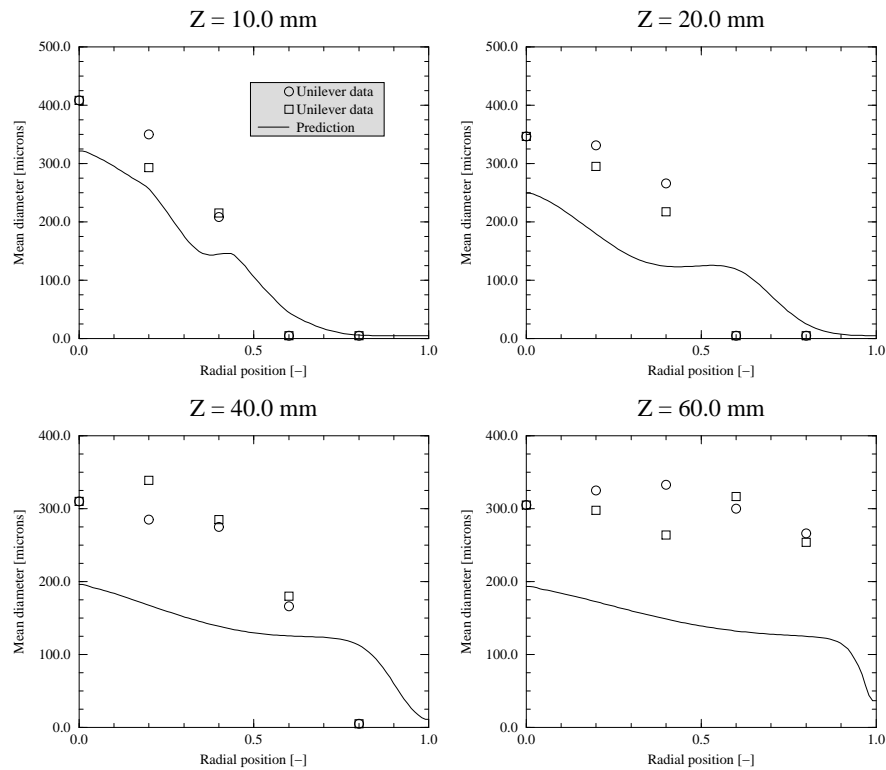 Z = 10.0 mm
500.0
400.0
300.0
200.0
100.0
0.0
Mean diameter [microns]
Unilever data
Unilever data
Prediction
0.0
0.5
1.0
Radial position [−]
Z = 20.0 mm
500.0
400.0
300.0
200.0
100.0
0.0
Mean diameter [microns]
0.0
0.5
1.0
Radial position [−]
Z = 40.0 mm
400.0
300.0
200.0
100.0
0.0
Mean diameter [microns]
0.0
0.5
1.0
Radial position [−]
Z = 60.0 mm
400.0
300.0
200.0
100.0
0.0
Mean diameter [microns]
0.0
0.5
1.0
Radial position [−]